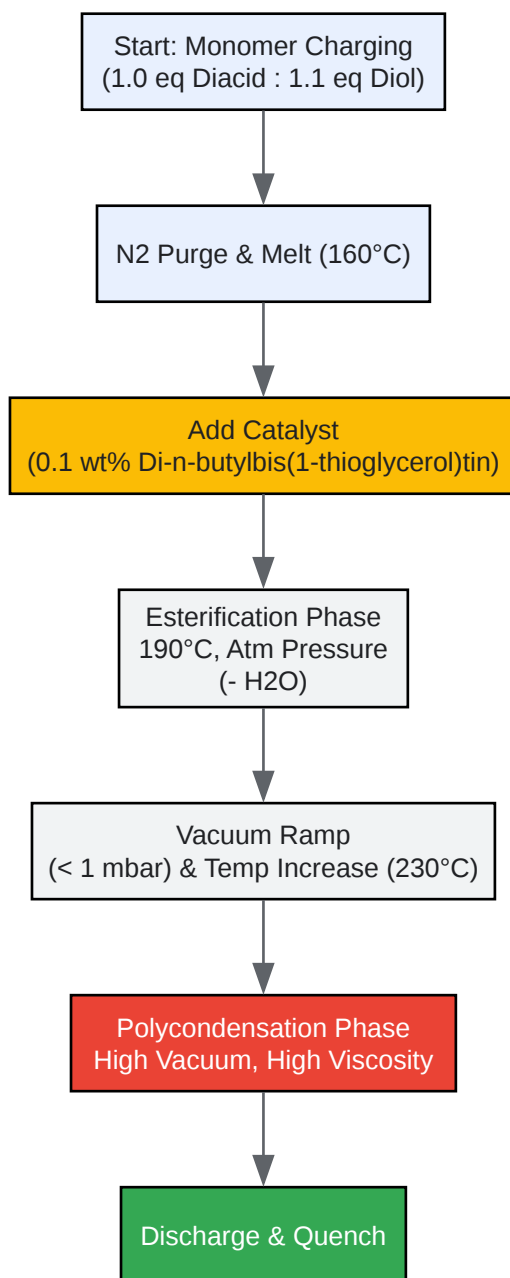 Start: Monomer Charging
(1.0 eq Diacid : 1.1 eq Diol)
N2 Purge & Melt (160°C)
Add Catalyst
(0.1 wt% Di-n-butylbis(1-thioglycerol)tin)
Esterification Phase
190°C, Atm Pressure
(- H2O)
Vacuum Ramp
(< 1 mbar) & Temp Increase (230°C)
Polycondensation Phase
High Vacuum, High Viscosity
Discharge & Quench